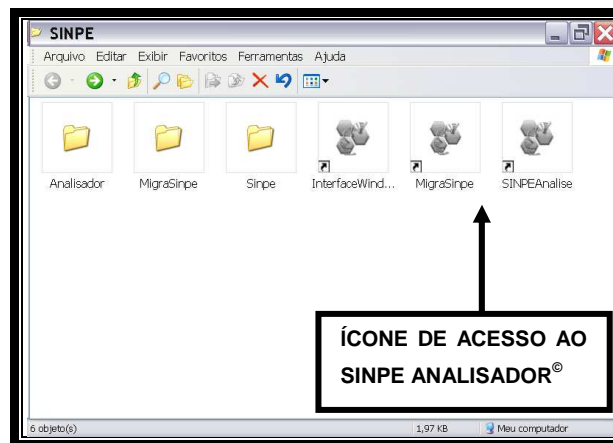 SINPE
Arquivo Editar Exibir Favoritos Ferramentas Ajuda
Analisador MigraSinpe Sinpe InterfaceWind... MigraSinpe SINPEAnalise
ÍCONE DE ACESSO AO
SINPE ANALISADOR©
6 objeto(s) 1,97 KB Meu computador